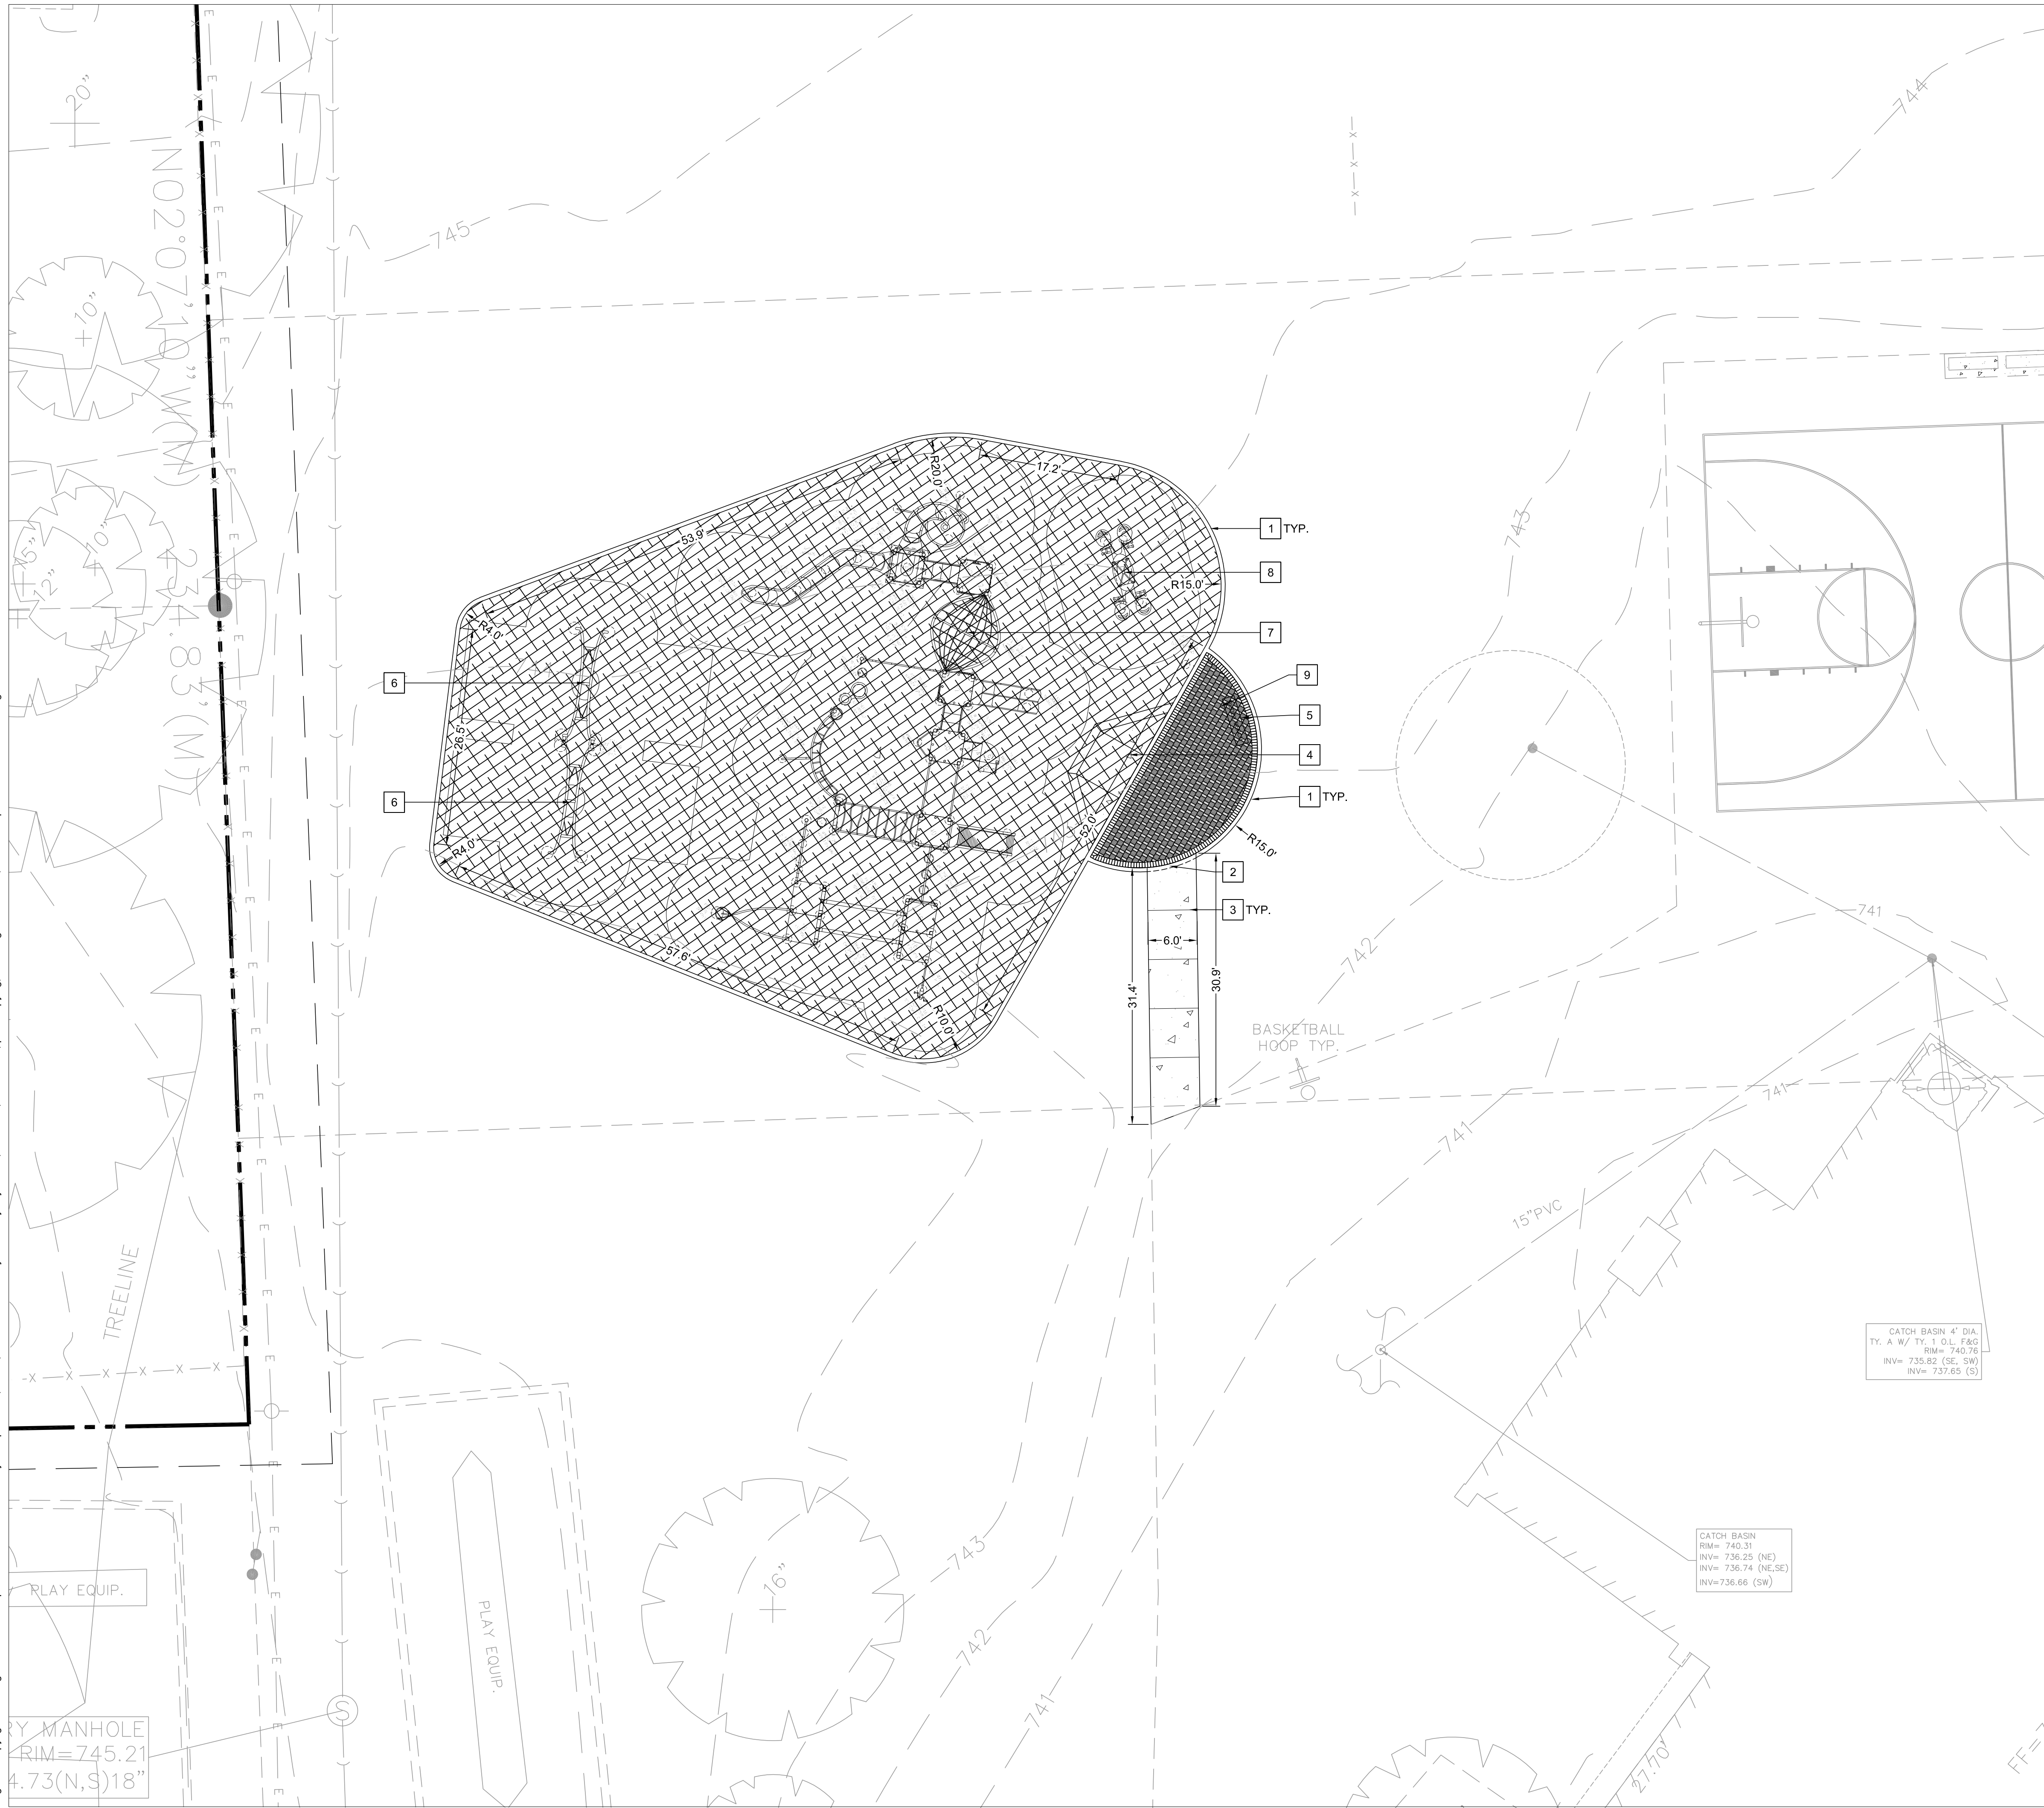 744
20"
N02°0
745
10"
743
17.2'
R20.0'
1 TYP.
53.9'
8
R15.0'
15"
10"
12"
234.83'(M)
R4.0'
7
6
9
5
26.5'
4
6
1 TYP.
52.0'
R15.0'
R4.0'
2
3 TYP.
741
6.0'
742
57.6'
30.9'
31.4'
R10.0'
BASKETBALL
HOOP TYP.
741
741
15"PVC
TREELINE
CATCH BASIN 4' DIA.
TY. A W/ TY. 1 O.L. F&G
RIM= 740.76
INV= 735.82 (SE, SW)
INV= 737.65 (S)
743
16"
CATCH BASIN
RIM= 740.31
INV= 736.25 (NE)
INV= 736.74 (NE,SE)
INV=736.66 (SW)
PLAY EQUIP.
PLAY EQUIP.
742
741
S
RY MANHOLE
RIM=745.21
4.73(N,S)18"
27.70'
FF=7